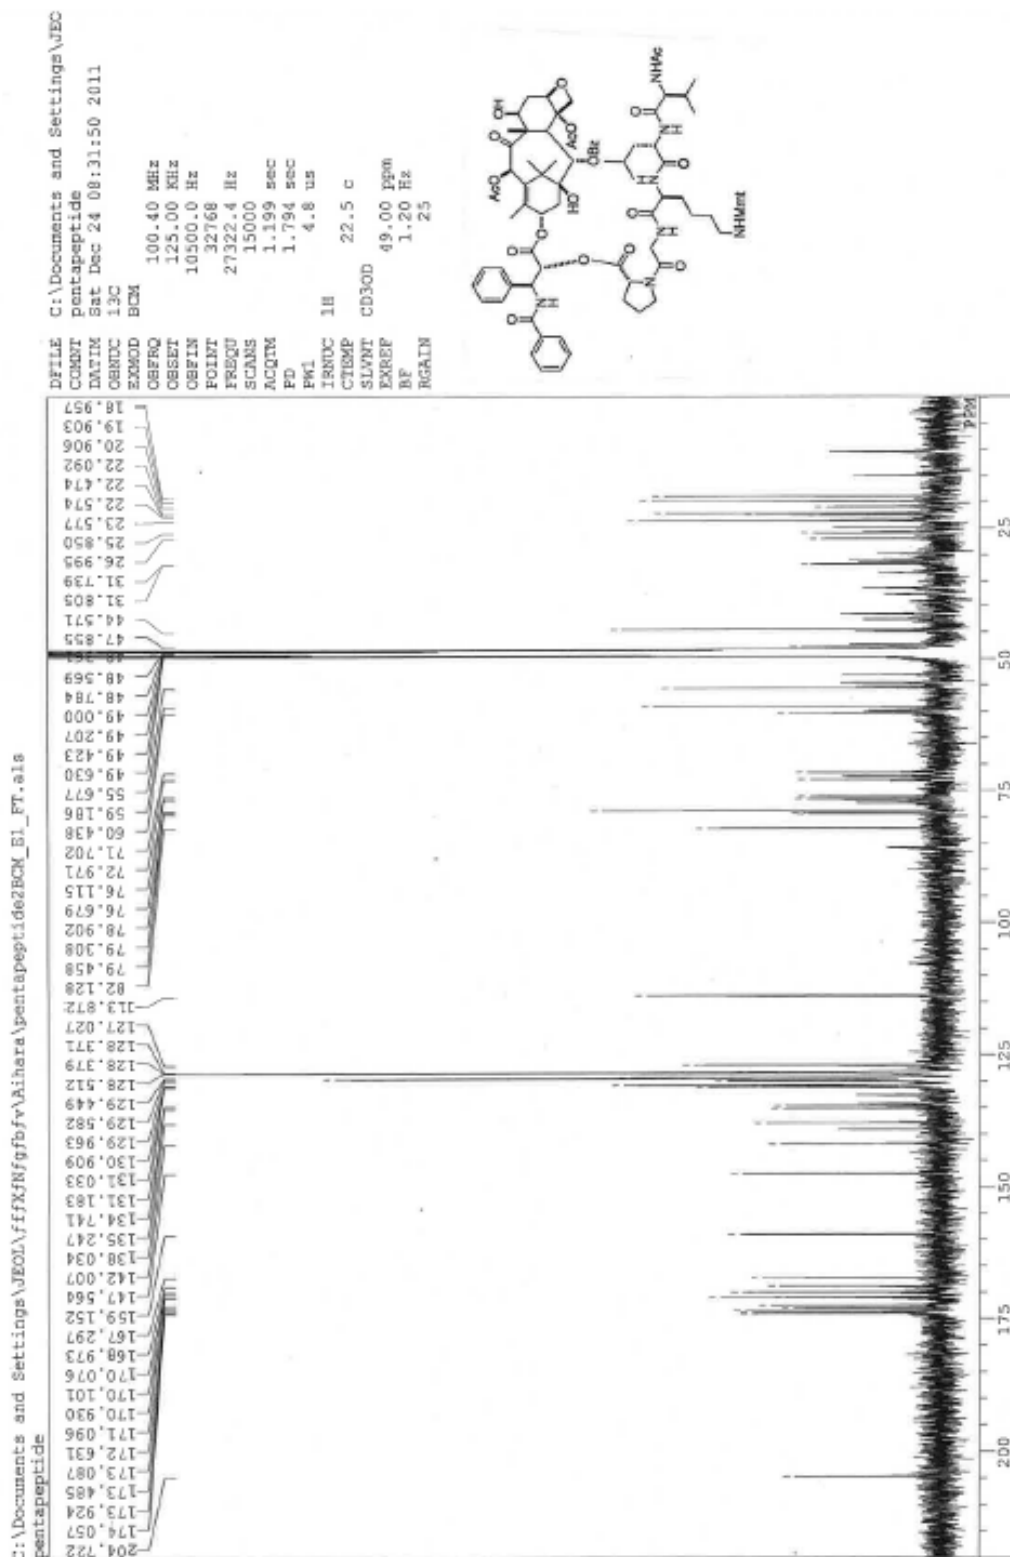 C:\Documents and Settings\JEOL\fffXfNfgfbfv\Aihara\pentapeptide2BCM_E1_FT.als
pentapeptide
DFILE C:\Documents and Settings\JEO
COMNT pentapeptide
DATIM Sat Dec 24 08:31:50 2011
OBNUC 13C
EXMOD BCM
OBFRQ 100.40 MHz
OBSET 125.00 KHz
OBFIN 10500.0 Hz
POINT 32768
FREQU 27322.4 Hz
SCANS 15000
ACQTM 1.199 sec
PD 1.794 sec
PW1 4.8 us
IRNUC 1H
CTEMP 22.5 c
SLVNT CD3OD
EXREF 49.00 ppm
BF 1.20 Hz
RGAIN 25
204.722
174.057
173.924
173.485
173.087
172.631
171.096
170.930
170.101
170.076
168.973
167.297
159.152
147.564
142.007
138.034
135.247
134.741
131.183
131.033
130.909
129.963
129.582
129.449
128.512
128.379
128.371
127.027
113.872
82.128
79.458
79.308
78.902
76.679
76.115
72.971
71.702
60.438
59.186
55.677
49.630
49.423
49.207
49.000
48.784
48.569
48.361
47.855
44.571
31.805
31.739
26.995
25.850
23.577
22.574
22.474
22.092
20.906
19.903
18.957
200 175 150 125 100 75 50 25
PPM
AcO O OH
O
AcO
OBz
HO
O
O
O
NH
O
O
N
O
NH
O
NHMmt
HN
O
NH
O
NHAc